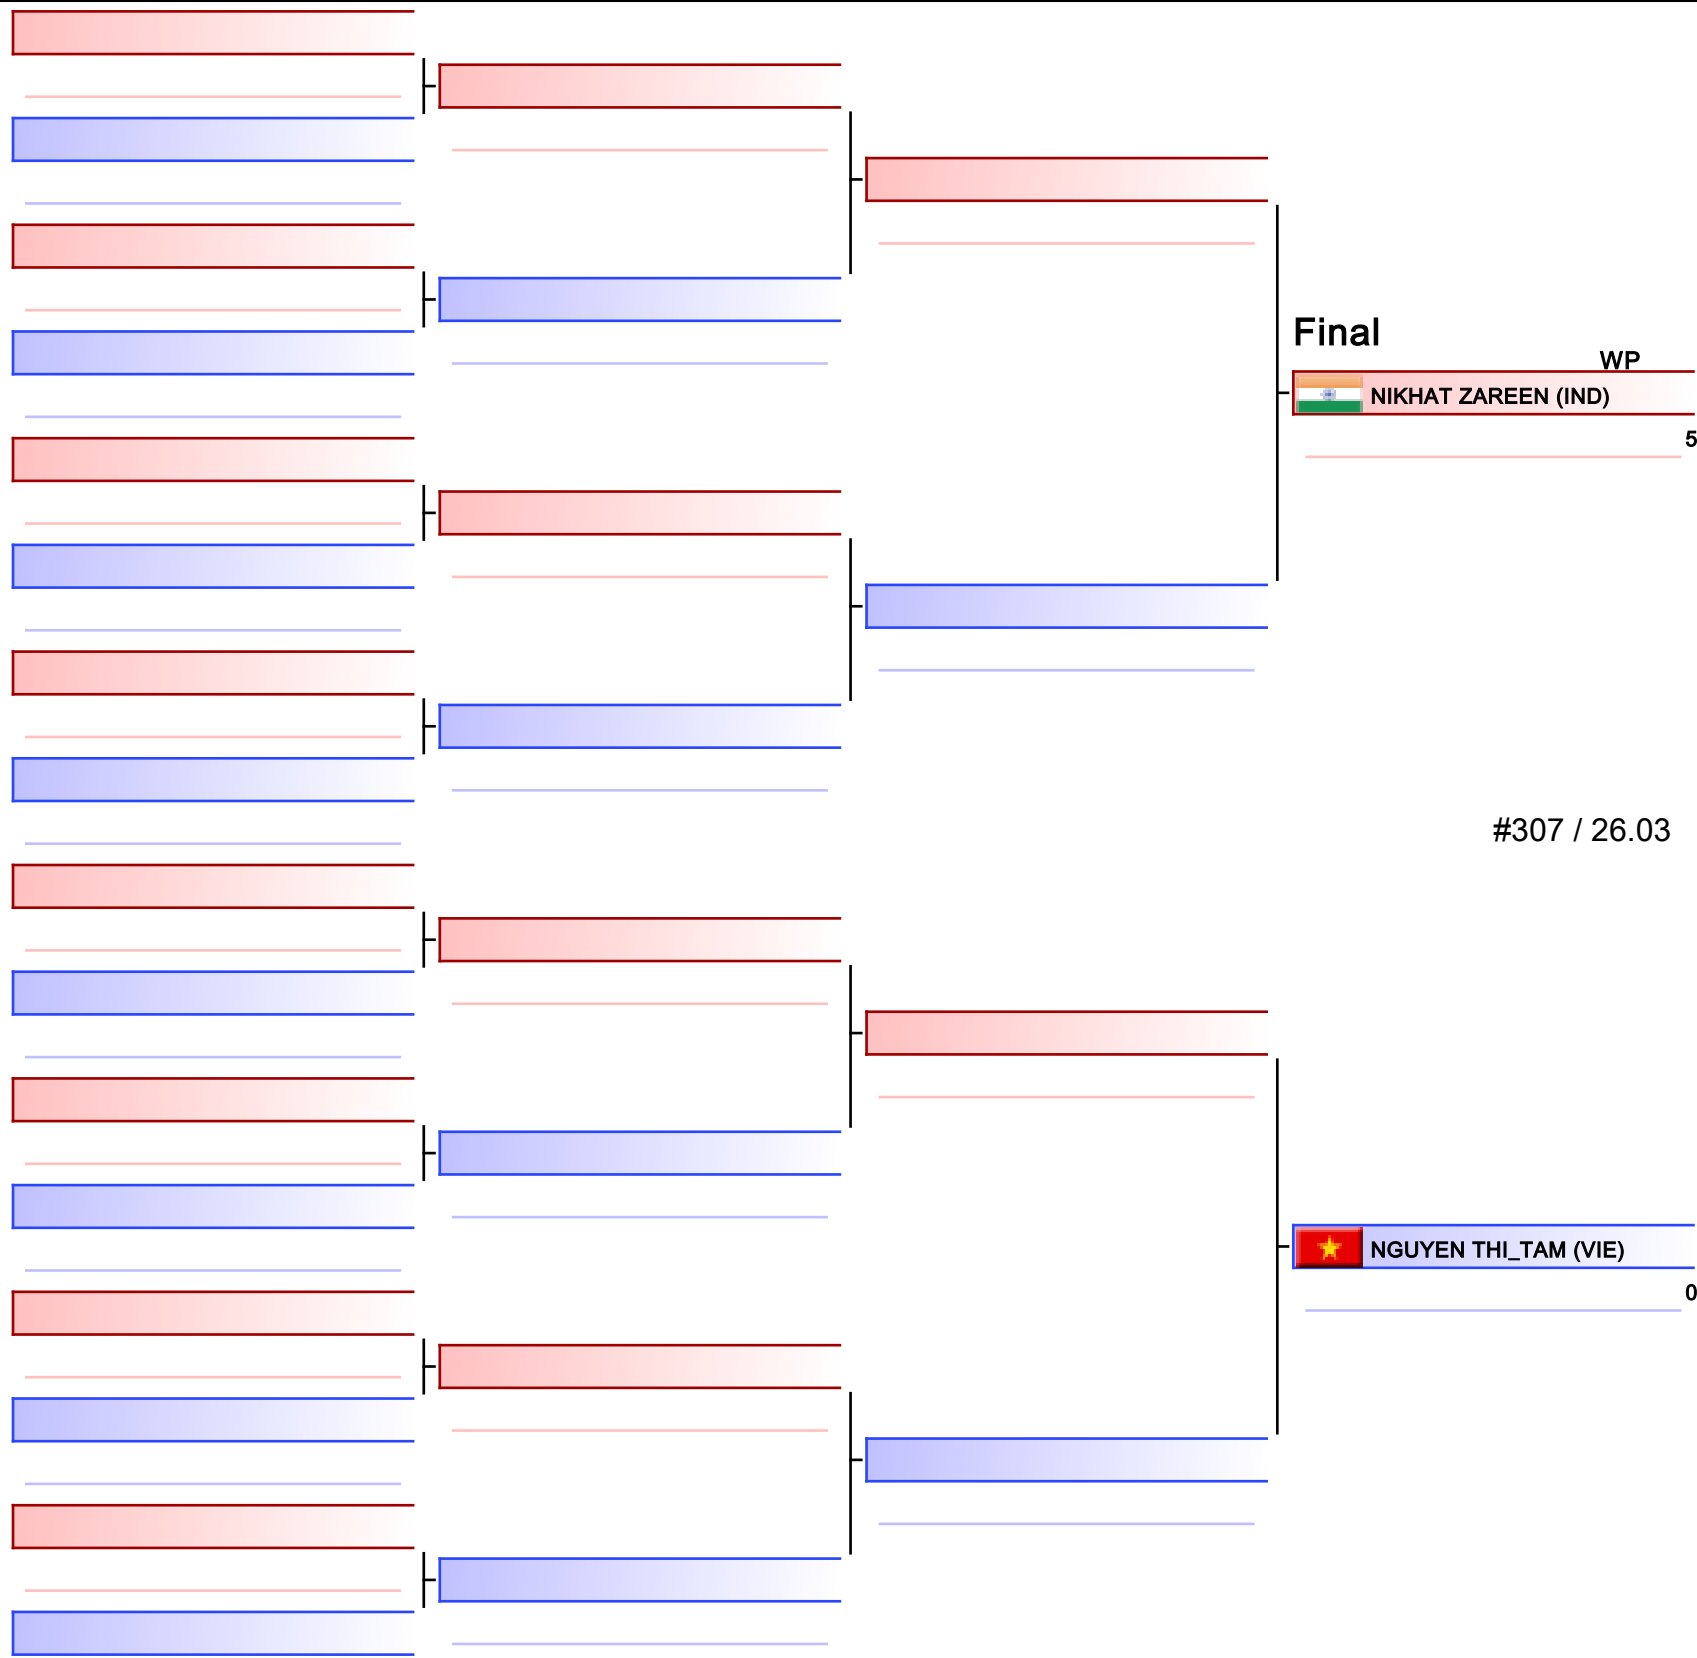 Final
WP
NIKHAT ZAREEN (IND)
5
#307 / 26.03
NGUYEN THI_TAM (VIE)
0